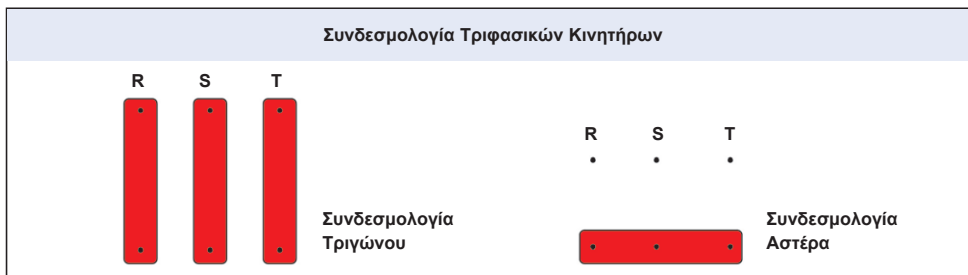 Συνδεσμολογία Τριφασικών Κινητήρων
R S T
R S T
Συνδεσμολογία
Τριγώνου
Συνδεσμολογία
Αστέρα